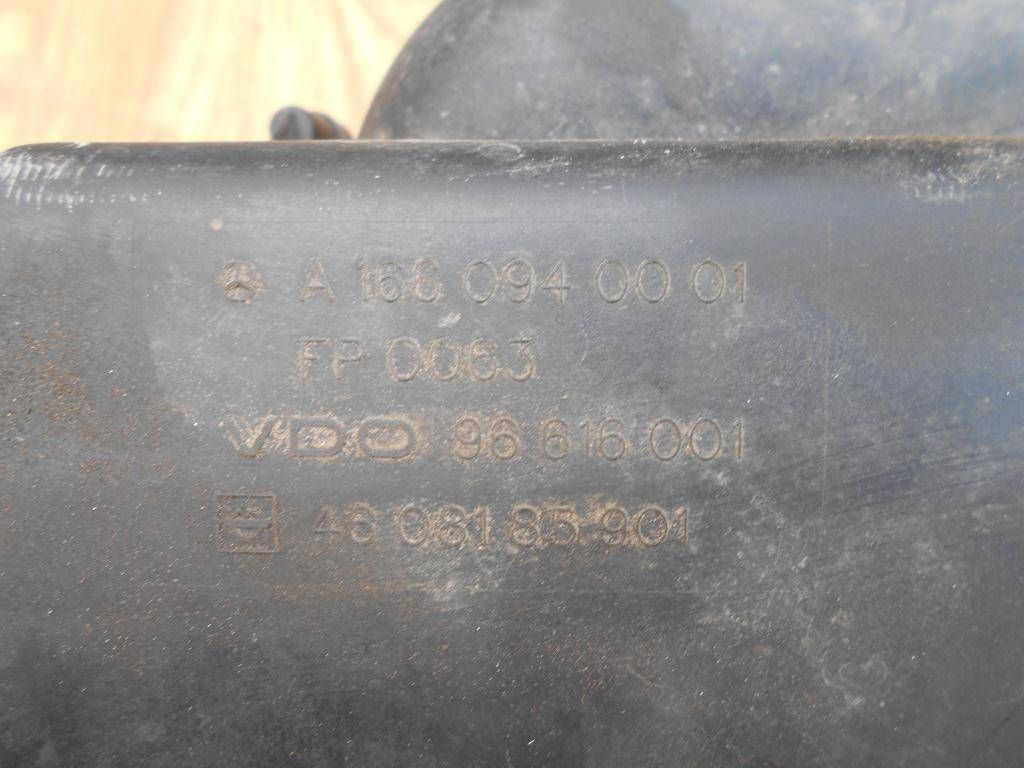 A 166 094 00 01
FP 0063
VDO 96 616 001
46 081 85 901